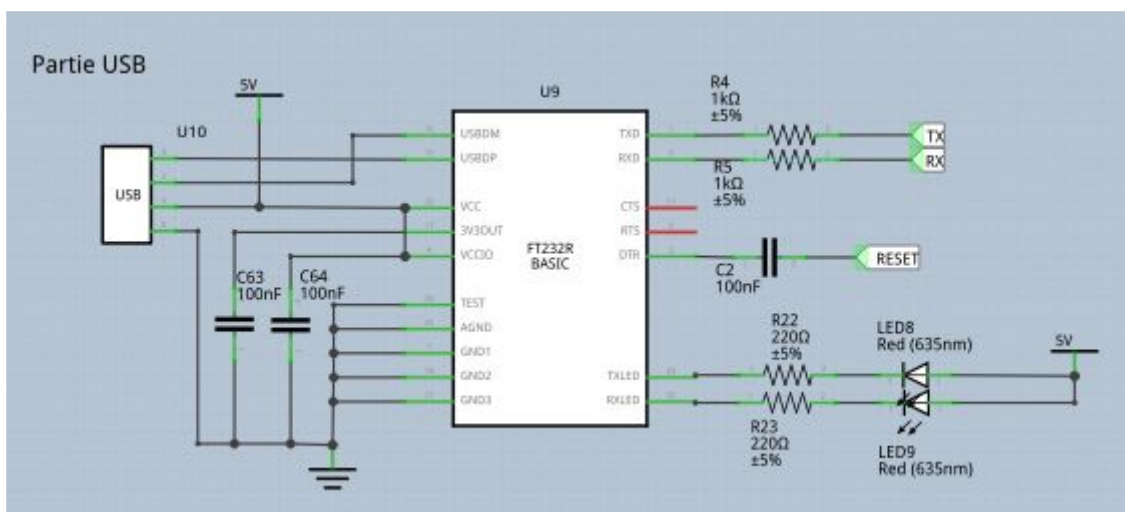 Partie USB
5V
U10
USB
C63
100nF
C64
100nF
U9
USBDM
USBDP
VCC
3V3OUT
VCCIO
TEST
AGND
GND1
GND2
GND3
FT232R
BASIC
TXD
RXD
CTS
RTS
DTR
TXLED
RXLED
R4
1kΩ
±5%
R5
1kΩ
±5%
TX
RX
C2
100nF
RESET
R22
220Ω
±5%
R23
220Ω
±5%
LED8
Red (635nm)
LED9
Red (635nm)
5V